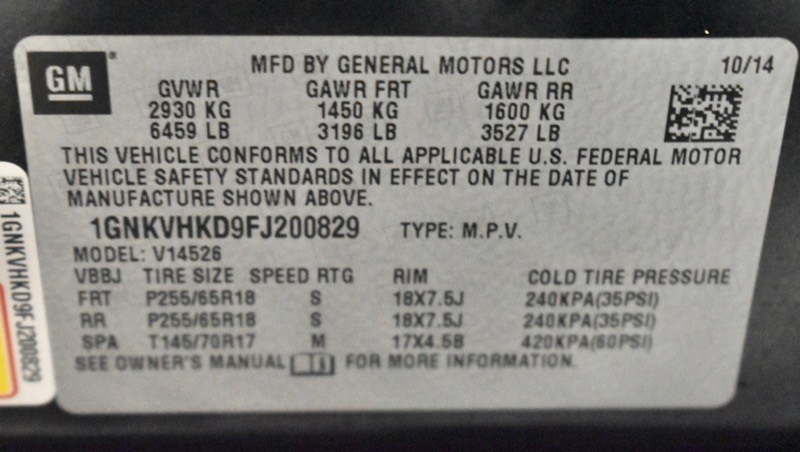 GM
MFD BY GENERAL MOTORS LLC 10/14
GVWR GAWR FRT GAWR RR
2930 KG 1450 KG 1600 KG
6459 LB 3196 LB 3527 LB
THIS VEHICLE CONFORMS TO ALL APPLICABLE U.S. FEDERAL MOTOR
VEHICLE SAFETY STANDARDS IN EFFECT ON THE DATE OF
MANUFACTURE SHOWN ABOVE.
1GNKVHKD9FJ200829 TYPE: M.P.V.
MODEL: V14526
VBBJ TIRE SIZE SPEED RTG RIM COLD TIRE PRESSURE
FRT P255/65R18 S 18X7.5J 240KPA(35PSI)
RR P255/65R18 S 18X7.5J 240KPA(35PSI)
SPA T145/70R17 M 17X4.5B 420KPA(60PSI)
SEE OWNER'S MANUAL FOR MORE INFORMATION.
1GNKVHKD9FJ200829